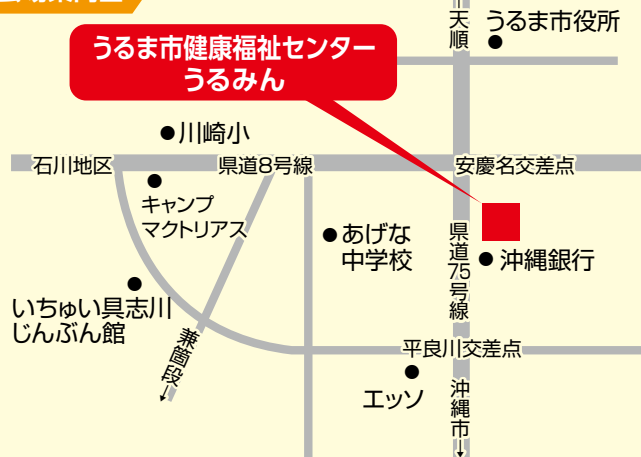 天順
うるま市役所
うるま市健康福祉センター
うるみん
川崎小
石川地区
県道8号線
安慶名交差点
キャンプ
マクトリアス
あげな
中学校
県道75号線
沖縄銀行
いちゅい具志川
じんぶん館
兼箇段→
平良川交差点
エッソ
沖縄市→